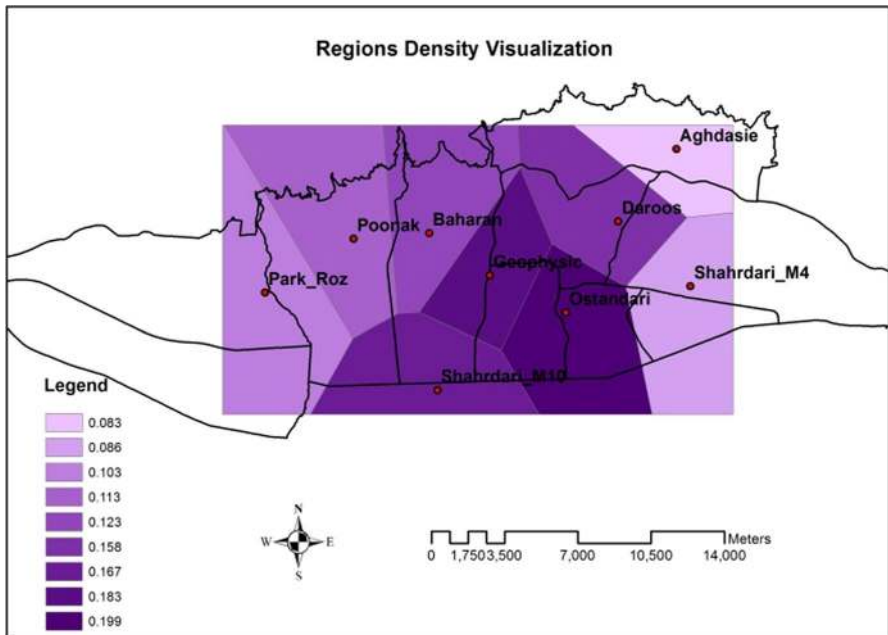 Regions Density Visualization
Aghdasie
Daroos
Poonak
Baharan
Geophysic
Shahrdari_M4
Park_Roz
Ostandari
Shahrdari_M10
Legend
0.083
0.086
0.103
0.113
0.123
0.158
0.167
0.183
0.199
N
W E
S
Meters
0 1,750 3,500 7,000 10,500 14,000